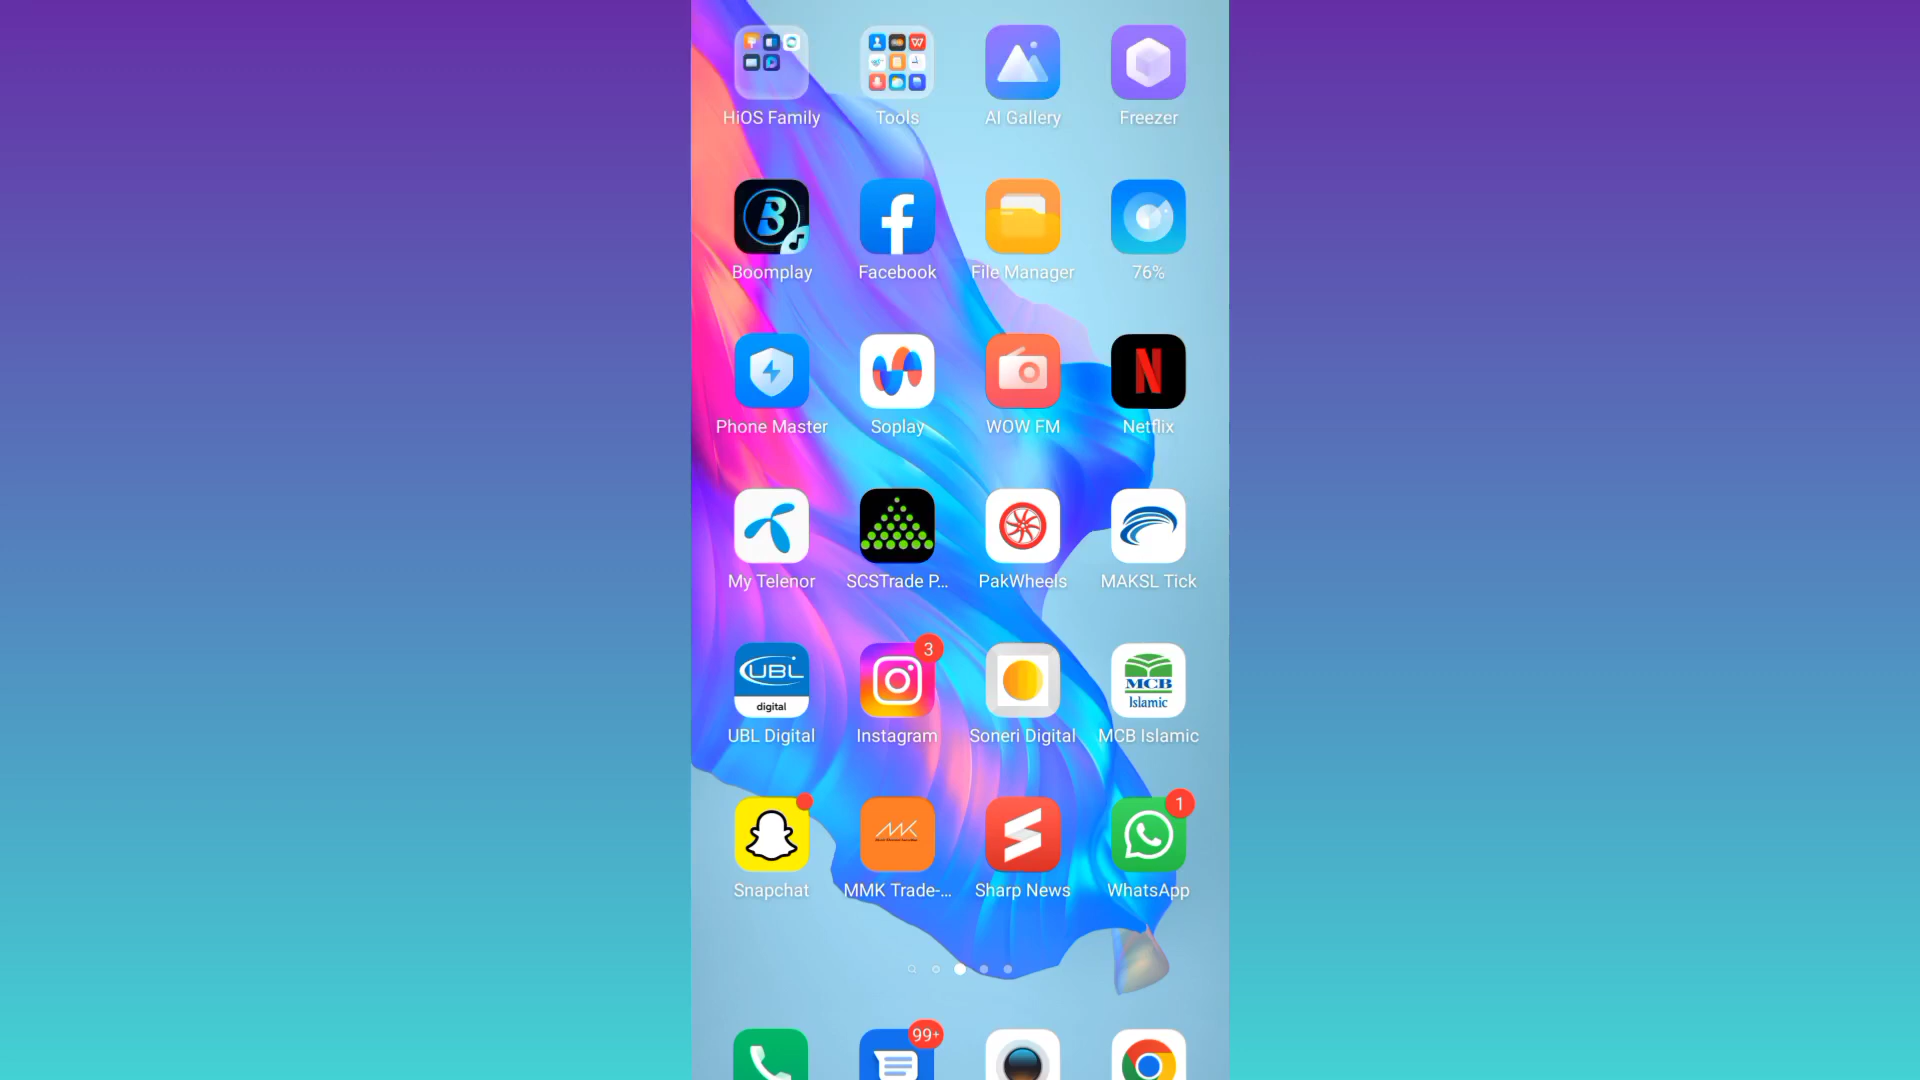 HiOS Family Tools AI Gallery Freezer
Boomplay Facebook File Manager 76%
Phone Master Soplay WOW FM Netflix
My Telenor SCSTrade P... PakWheels MAKSL Tick
UBL
digital
3
MCB
Islamic
UBL Digital Instagram Soneri Digital MCB Islamic
MK
1
Snapchat MMK Trade-... Sharp News WhatsApp
99+